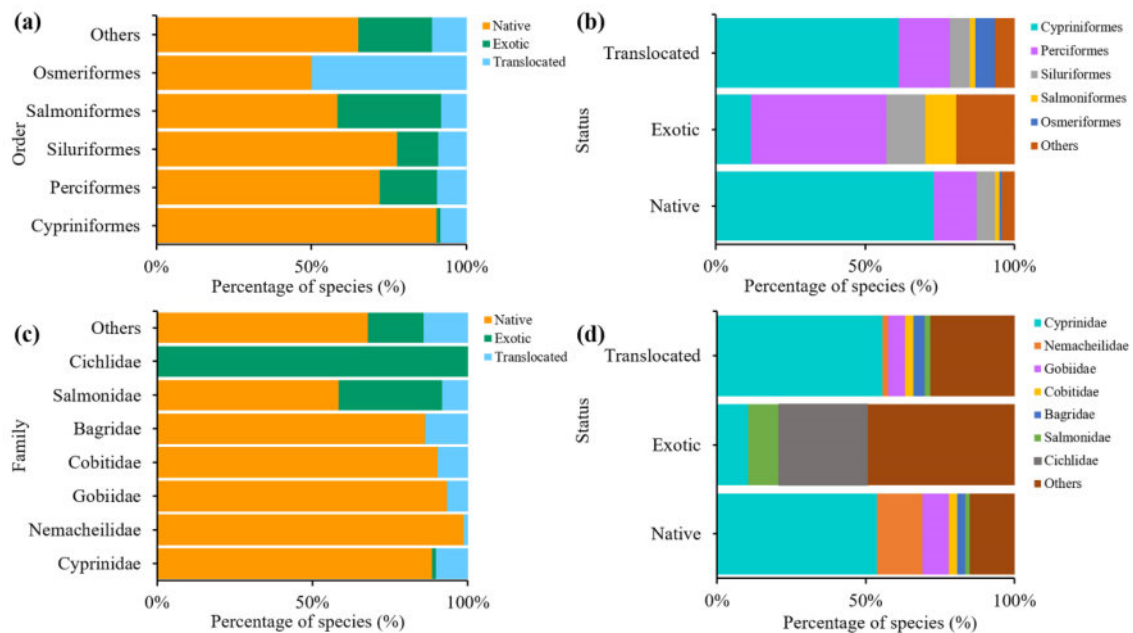 (a)
Order
Others
Osmeriformes
Salmoniformes
Siluriformes
Perciformes
Cypriniformes
0%
50%
100%
Percentage of species (%)
Native
Exotic
Translocated
(b)
Status
Translocated
Exotic
Native
0%
50%
100%
Percentage of species (%)
Cypriniformes
Perciformes
Siluriformes
Salmoniformes
Osmeriformes
Others
(c)
Family
Others
Cichlidae
Salmonidae
Bagridae
Cobitidae
Gobiidae
Nemacheilidae
Cyprinidae
0%
50%
100%
Percentage of species (%)
Native
Exotic
Translocated
(d)
Status
Translocated
Exotic
Native
0%
50%
100%
Percentage of species (%)
Cyprinidae
Nemacheilidae
Gobiidae
Cobitidae
Bagridae
Salmonidae
Cichlidae
Others